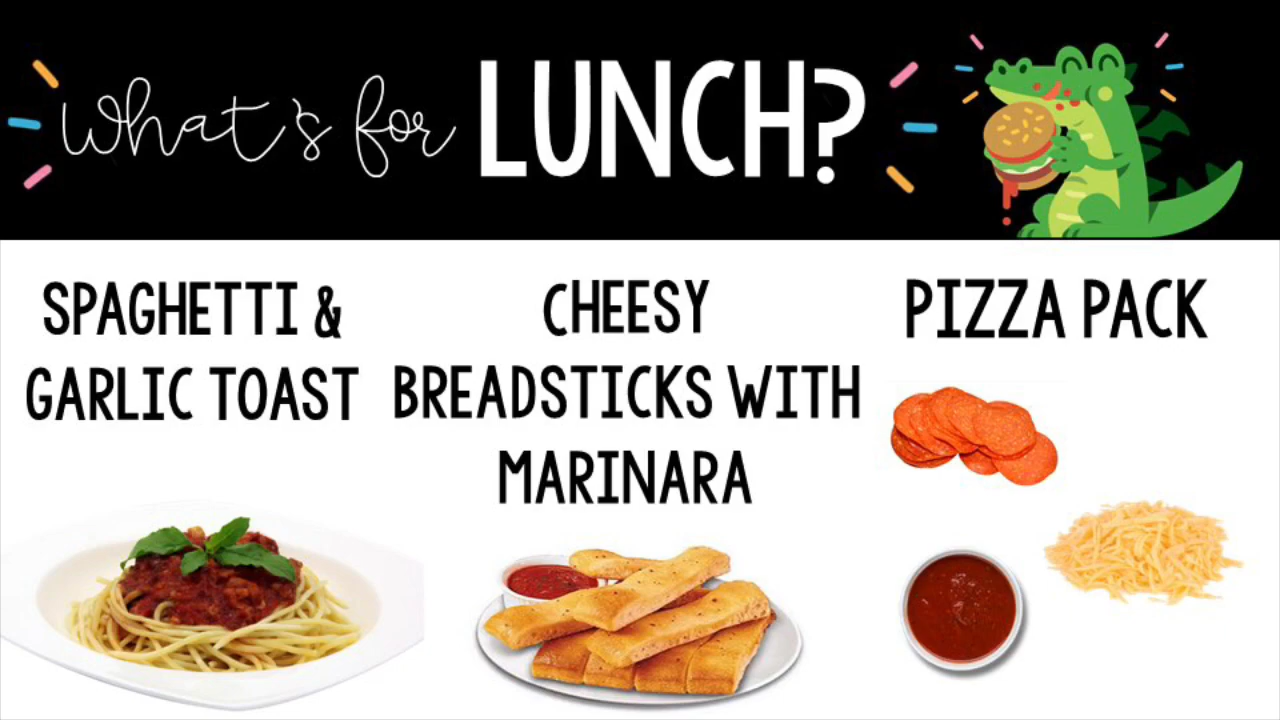 What's for LUNCH?
SPAGHETTI &
GARLIC TOAST
CHEESY
BREADSTICKS WITH
MARINARA
PIZZA PACK